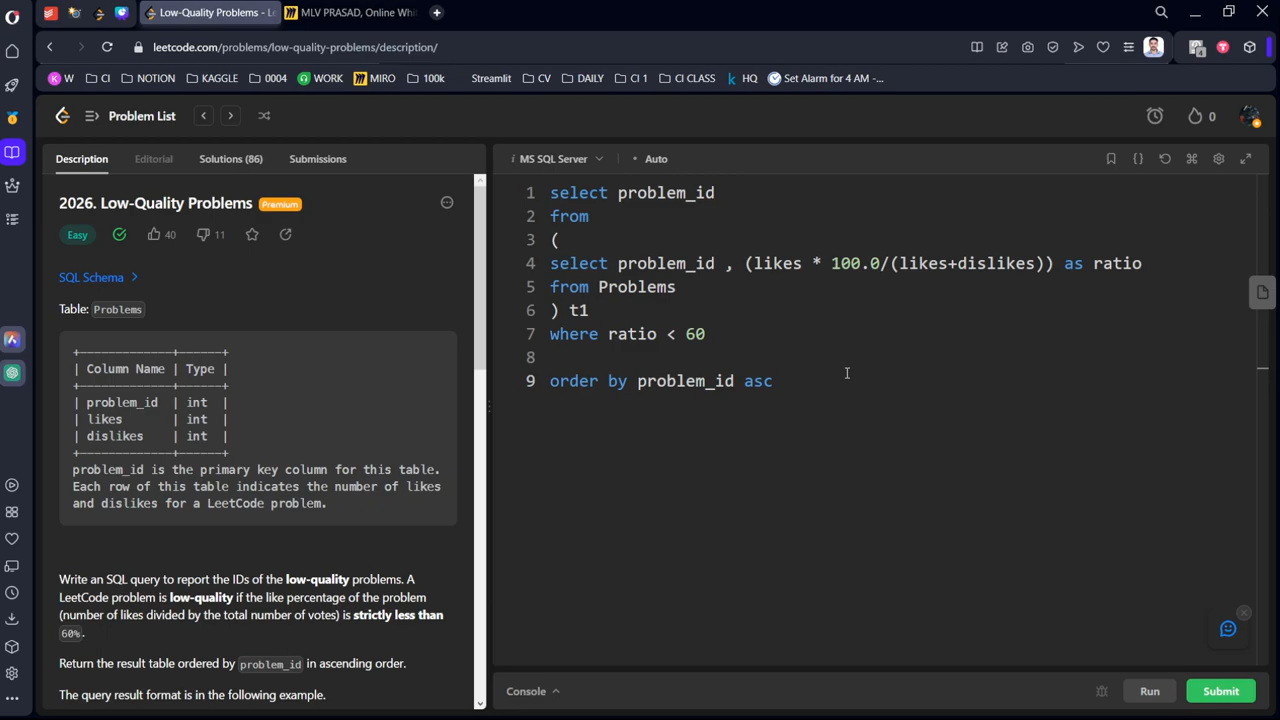 Low-Quality Problems - L
MLV PRASAD, Online Whit
leetcode.com/problems/low-quality-problems/description/
W
CI
NOTION
KAGGLE
0004
WORK
MIRO
100k
Streamlit
CV
DAILY
CI 1
CI CLASS
HQ
Set Alarm for 4 AM -...
Problem List
0
Description
Editorial
Solutions (86)
Submissions
2026. Low-Quality Problems
Premium
Easy
40
11
SQL Schema
Table: Problems
+-------------+------+
| Column Name | Type |
+-------------+------+
| problem_id | int |
| likes | int |
| dislikes | int |
+-------------+------+
problem_id is the primary key column for this table.
Each row of this table indicates the number of likes
and dislikes for a LeetCode problem.
Write an SQL query to report the IDs of the low-quality problems. A
LeetCode problem is low-quality if the like percentage of the problem
(number of likes divided by the total number of votes) is strictly less than
60%.
Return the result table ordered by problem_id in ascending order.
The query result format is in the following example.
MS SQL Server
Auto
1 select problem_id
2 from
3 (
4 select problem_id , (likes * 100.0/(likes+dislikes)) as ratio
5 from Problems
6 ) t1
7 where ratio < 60
8
9 order by problem_id asc
Console
Run
Submit